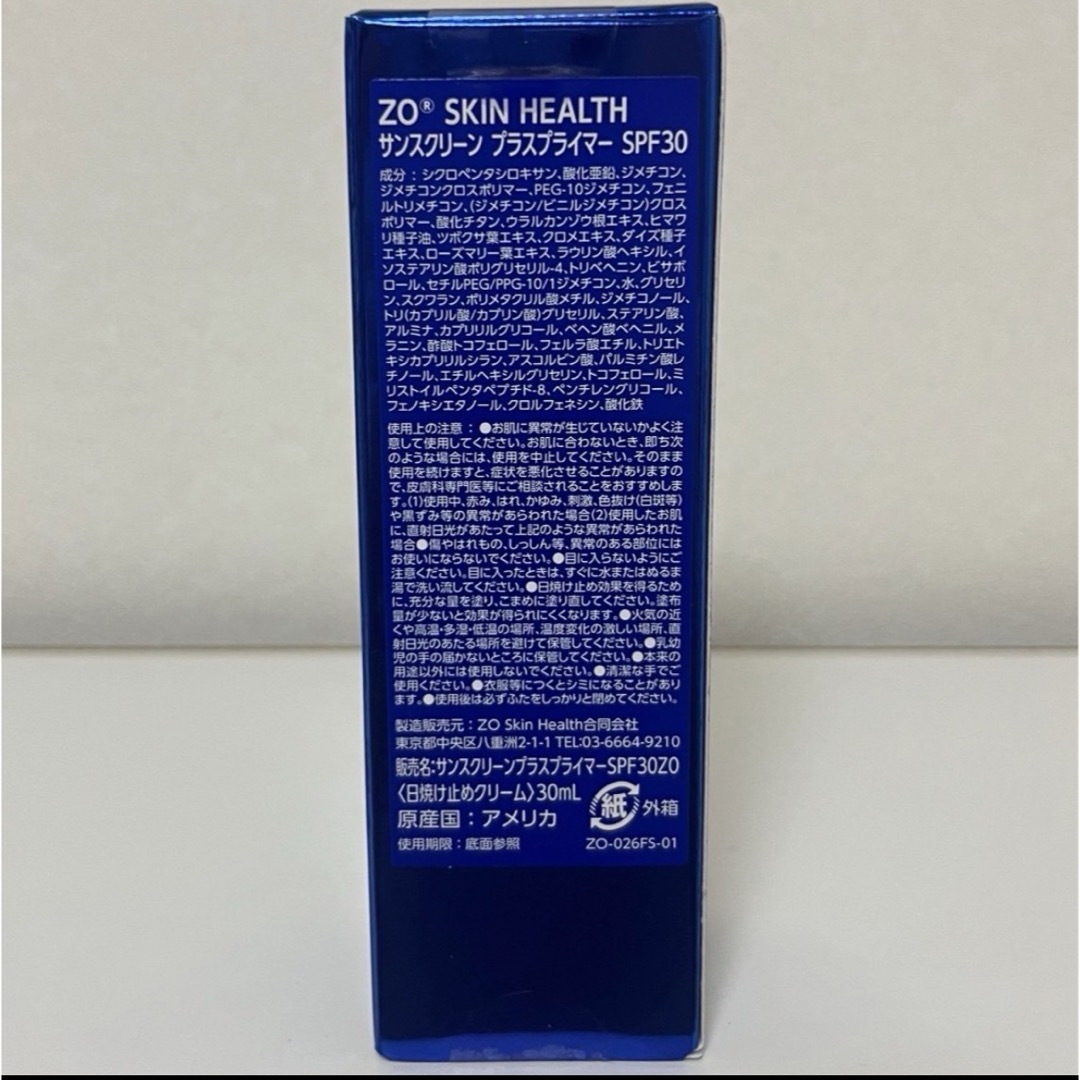 ZO® SKIN HEALTH
サンスクリーン プラスプライマー SPF30
成分：シクロペンタシロキサン、酸化亜鉛、ジメチコン、
ジメチコンクロスポリマー、PEG-10ジメチコン、フェニ
ルトリメチコン、(ジメチコン/ビニルジメチコン)クロス
ポリマー、酸化チタン、ウラルカンゾウ根エキス、ヒマワ
リ種子油、ツボクサ葉エキス、クロメエキス、ダイズ種子
エキス、ローズマリー葉エキス、ラウリン酸ヘキシル、イ
ソステアリン酸ポリグリセリル-4、トリベヘニン、ビサボ
ロール、セチルPEG/PPG-10/1ジメチコン、水、グリセリ
ン、スクワラン、ポリメタクリル酸メチル、ジメチコノール、
トリ(カプリル酸/カプリン酸)グリセリル、ステアリン酸、
アルミナ、カプリリルグリコール、ベヘン酸ベヘニル、メ
ラニン、酢酸トコフェロール、フェルラ酸エチル、トリエト
キシカプリリルシラン、アスコルビン酸、パルミチン酸レ
チノール、エチルヘキシルグリセリン、トコフェロール、ミ
リストイルペンタペプチド-8、ペンチレングリコール、
フェノキシエタノール、クロルフェネシン、酸化鉄
使用上の注意：●お肌に異常が生じていないかよく注
意して使用してください。お肌に合わないとき、即ち次
のような場合には、使用を中止してください。そのまま
使用を続けますと、症状を悪化させることがありますの
で、皮膚科専門医等にご相談されることをおすすめしま
す。(1)使用中、赤み、はれ、かゆみ、刺激、色抜け(白斑等)
や黒ずみ等の異常があらわれた場合(2)使用したお肌
に、直射日光があたって上記のような異常があらわれた
場合●傷やはれもの、しっしん等、異常のある部位には
お使いにならないでください。●目に入らないようにご
注意ください。目に入ったときは、すぐに水またはぬるま
湯で洗い流してください。●日焼け止め効果を得るため
に、充分な量を塗り、こまめに塗り直してください。塗布
量が少ないと効果が得られにくくなります。●火気の近
くや高温・多湿・低温の場所、温度変化の激しい場所、直
射日光のあたる場所を避けて保管してください。●乳幼
児の手の届かないところに保管してください。●本来の
用途以外には使用しないでください。●清潔な手でご
使用ください。●衣服等につくとシミになることがあり
ます。●使用後は必ずふたをしっかりと閉めてください。
製造販売元：ZO Skin Health合同会社
東京都中央区八重洲2-1-1 TEL:03-6664-9210
販売名:サンスクリーンプラスプライマーSPF30ZO
〈日焼け止めクリーム〉30mL
紙 外箱
原産国：アメリカ
使用期限：底面参照 ZO-026FS-01